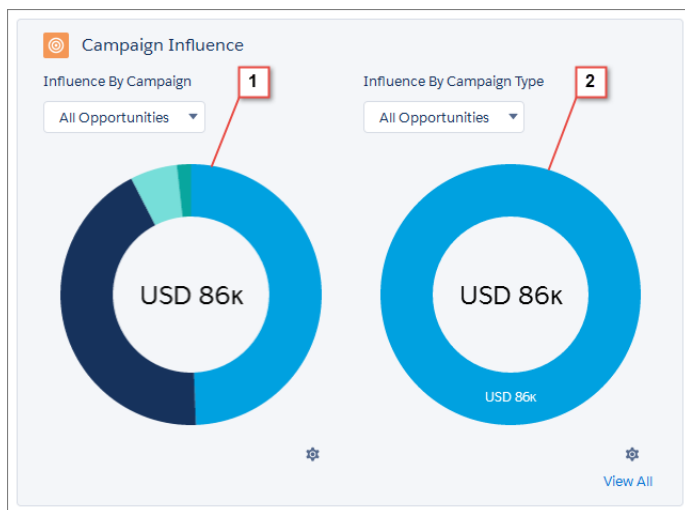 Campaign Influence
Influence By Campaign
1
All Opportunities
USD 86K
Influence By Campaign Type
2
All Opportunities
USD 86K
USD 86K
View All